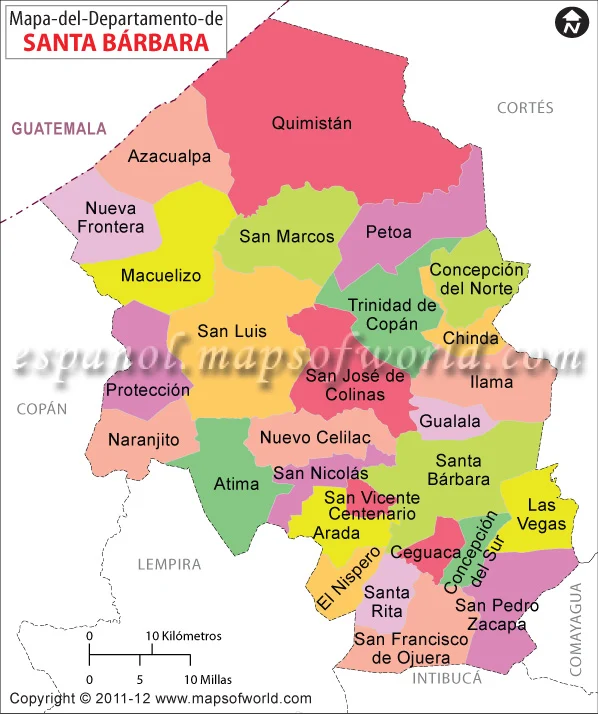 Mapa-del-Departamento-de
SANTA BÁRBARA
N
CORTÉS
GUATEMALA
Quimistán
Azacualpa
Nueva
Frontera
San Marcos
Petoa
Macuelizo
Concepción
del Norte
Trinidad de
Copán
San Luis
Chinda
espanol.mapsofworld.com
San José de
Colinas
Ilama
Protección
COPÁN
Gualala
Naranjito
Nuevo Celilac
Santa
Bárbara
San Nicolás
Atima
San Vicente
Centenario
Las
Vegas
Arada
Concepción
del Sur
Ceguaca
LEMPIRA
El Nispero
Santa
Rita
San Pedro
Zacapa
COMAYAGUA
San Francisco
de Ojuera
INTIBUCÁ
0 10 Kilómetros
0 5 10 Millas
Copyright © 2011-12 www.mapsofworld.com